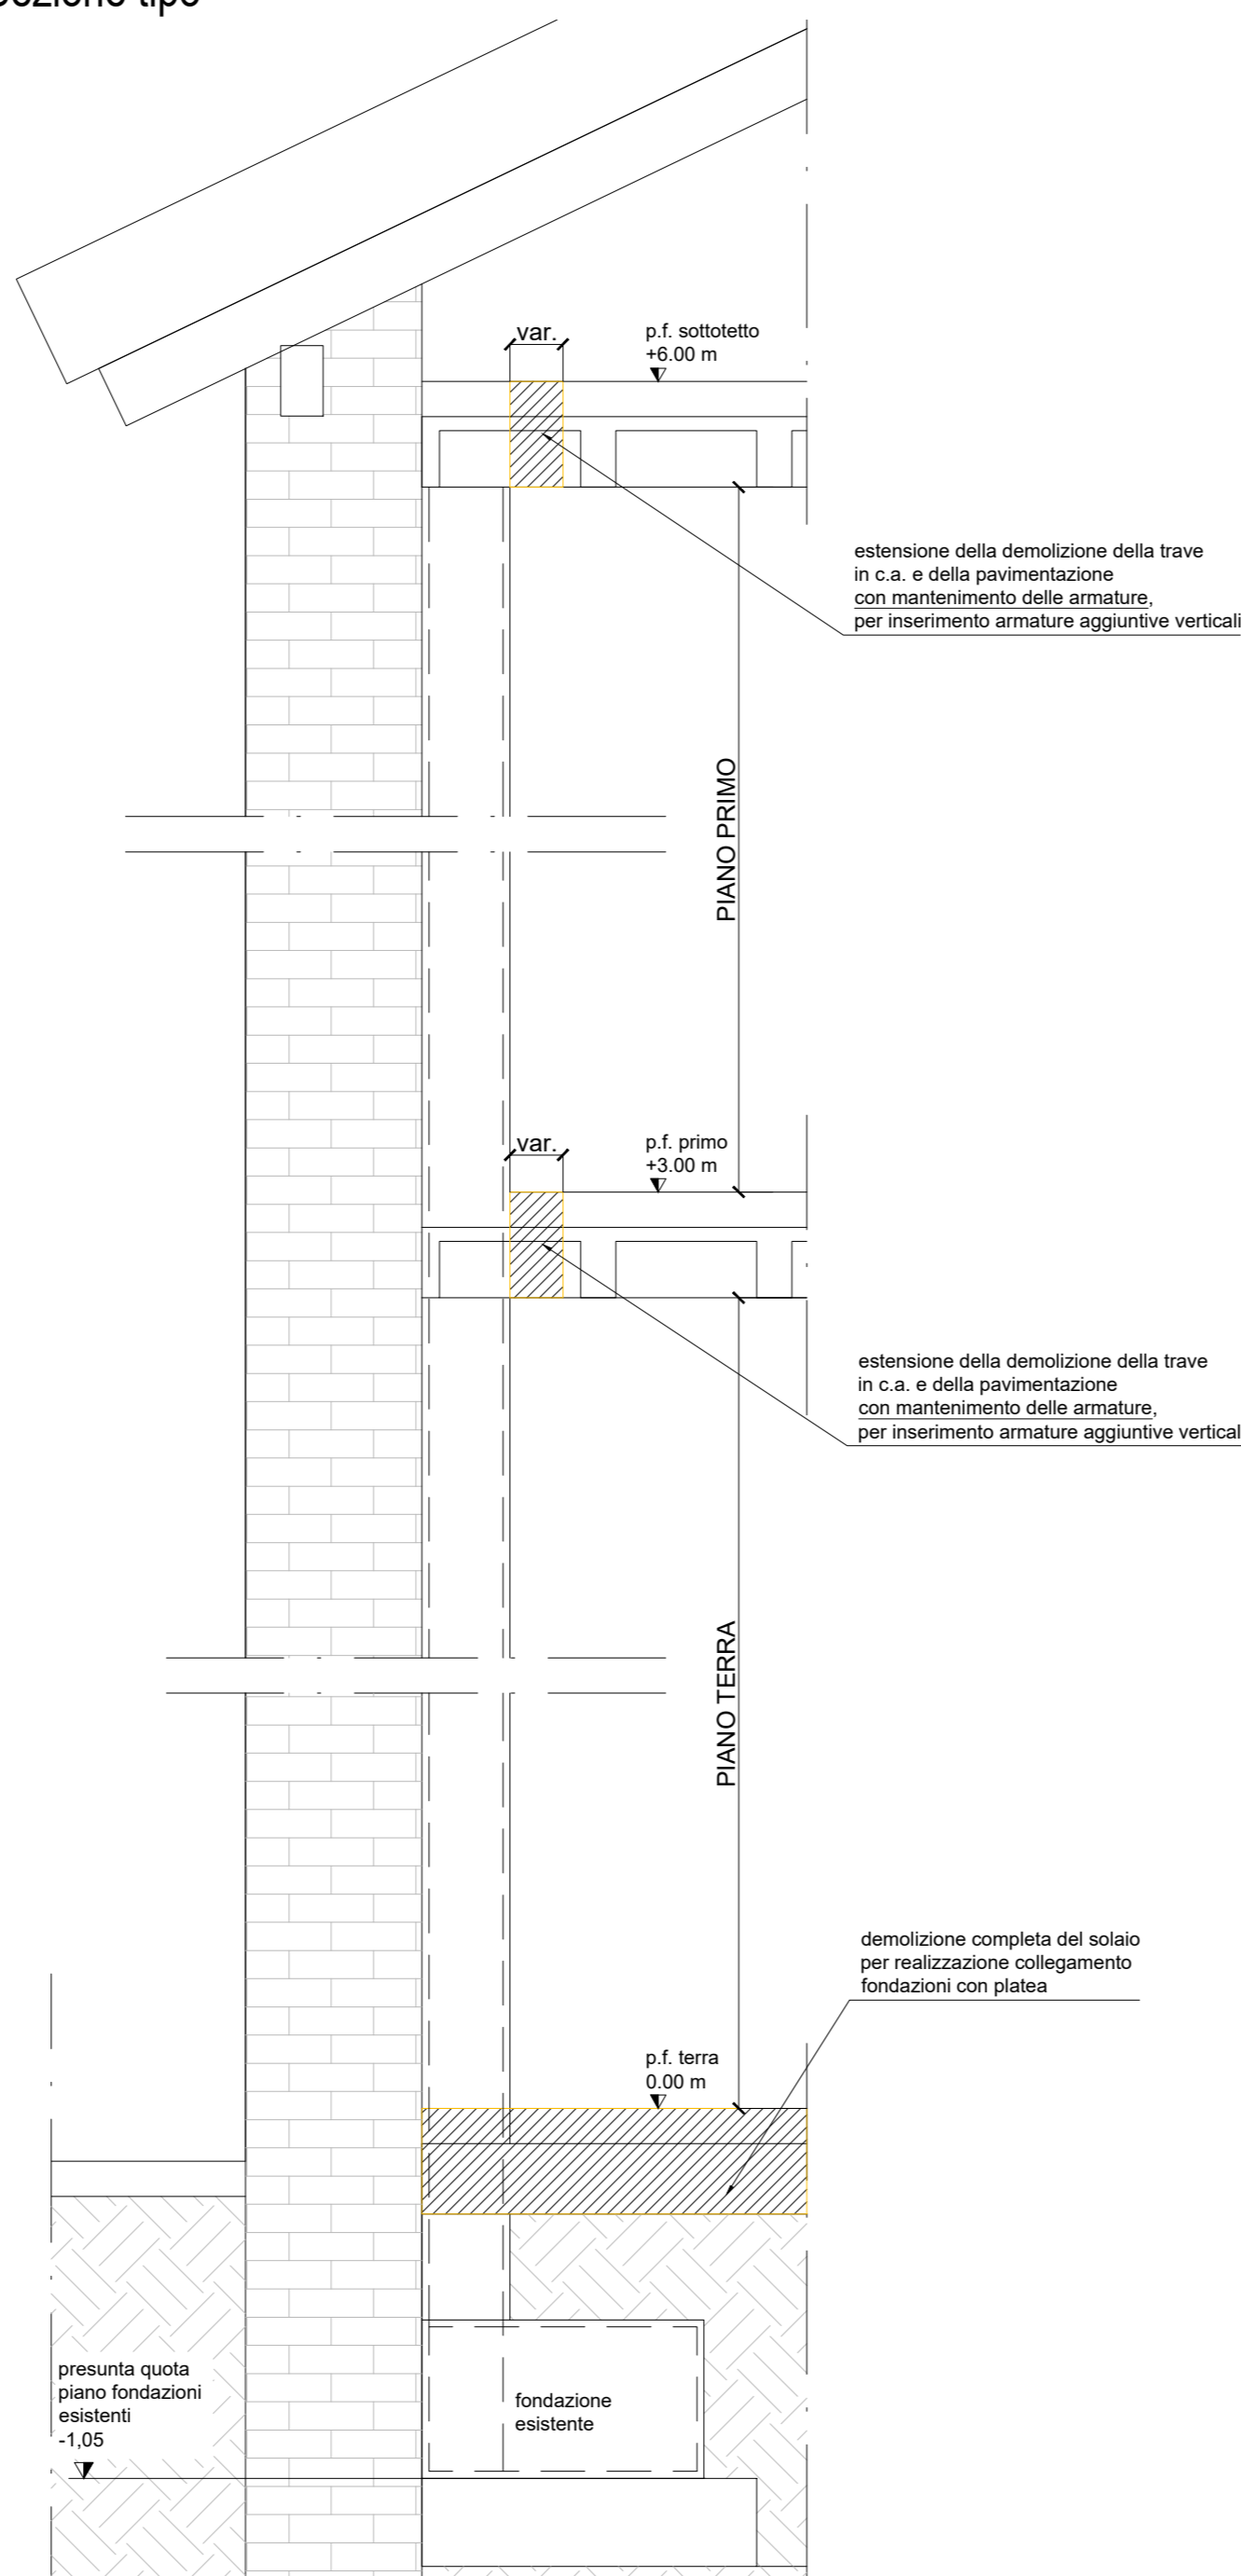 var.
p.f. sottotetto
+6.00 m
estensione della demolizione della trave
in c.a. e della pavimentazione
con mantenimento delle armature,
per inserimento armature aggiuntive verticali
PIANO PRIMO
var.
p.f. primo
+3.00 m
estensione della demolizione della trave
in c.a. e della pavimentazione
con mantenimento delle armature,
per inserimento armature aggiuntive vertical
PIANO TERRA
demolizione completa del solaio
per realizzazione collegamento
fondazioni con platea
p.f. terra
0.00 m
presunta quota
piano fondazioni
esistenti
-1,05
fondazione
esistente